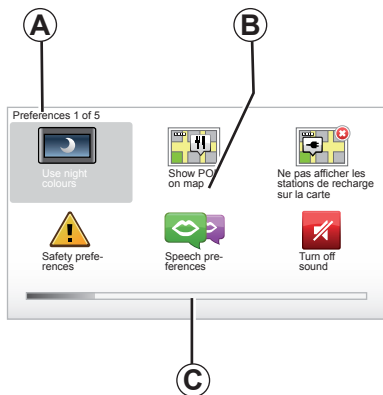 A
B
Preferences 1 of 5
Use night
colours
Show PO
on map
Ne pas afficher les
stations de recharge
sur la carte
Safety prefe-
rences
Speech pre-
ferences
Turn off
sound
C